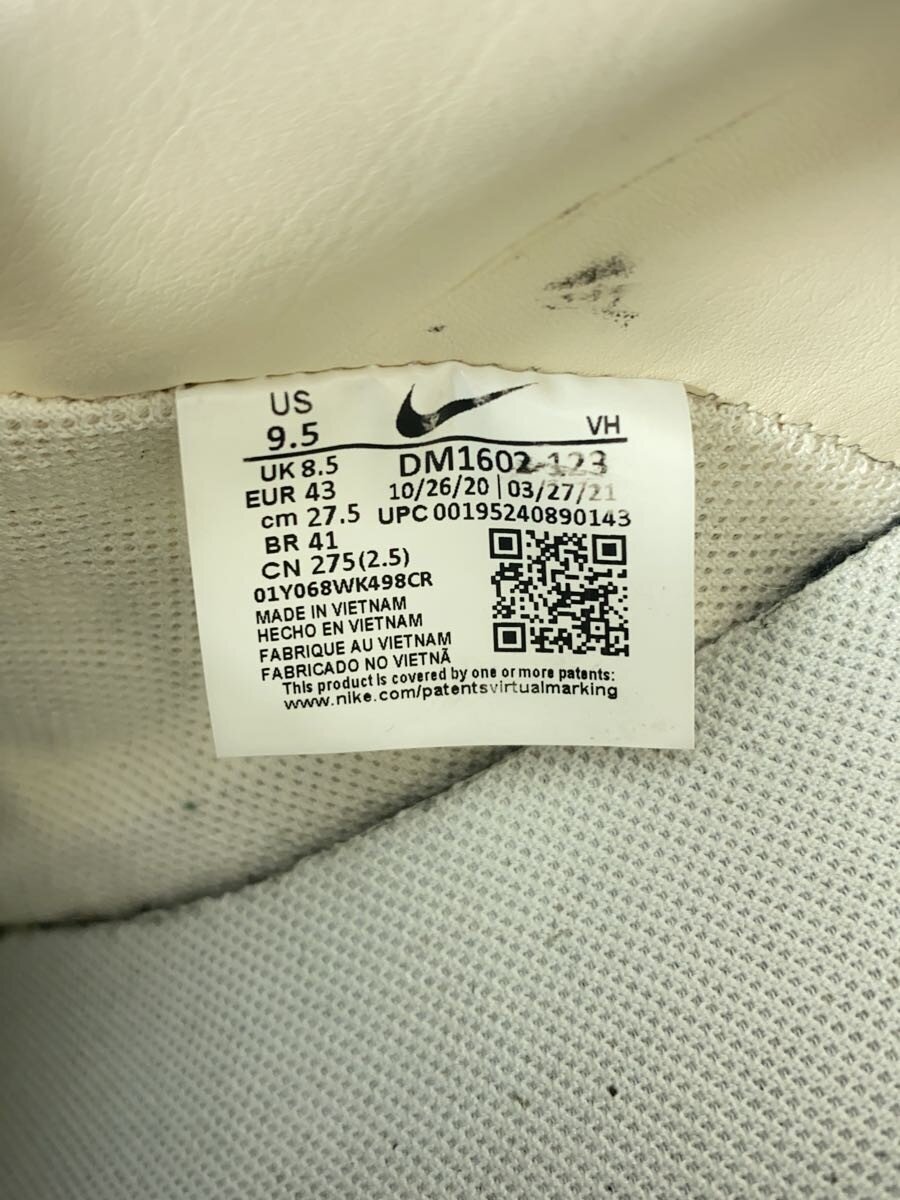 US
9.5
VH
UK 8.5
DM1602-123
EUR 43
10/26/20 | 03/27/21
cm 27.5
UPC 00195240890143
BR 41
CN 275(2.5)
01Y068WK498CR
MADE IN VIETNAM
HECHO EN VIETNAM
FABRIQUE AU VIETNAM
FABRICADO NO VIETNÃ
This product is covered by one or more patents:
www.nike.com/patentsvirtualmarking